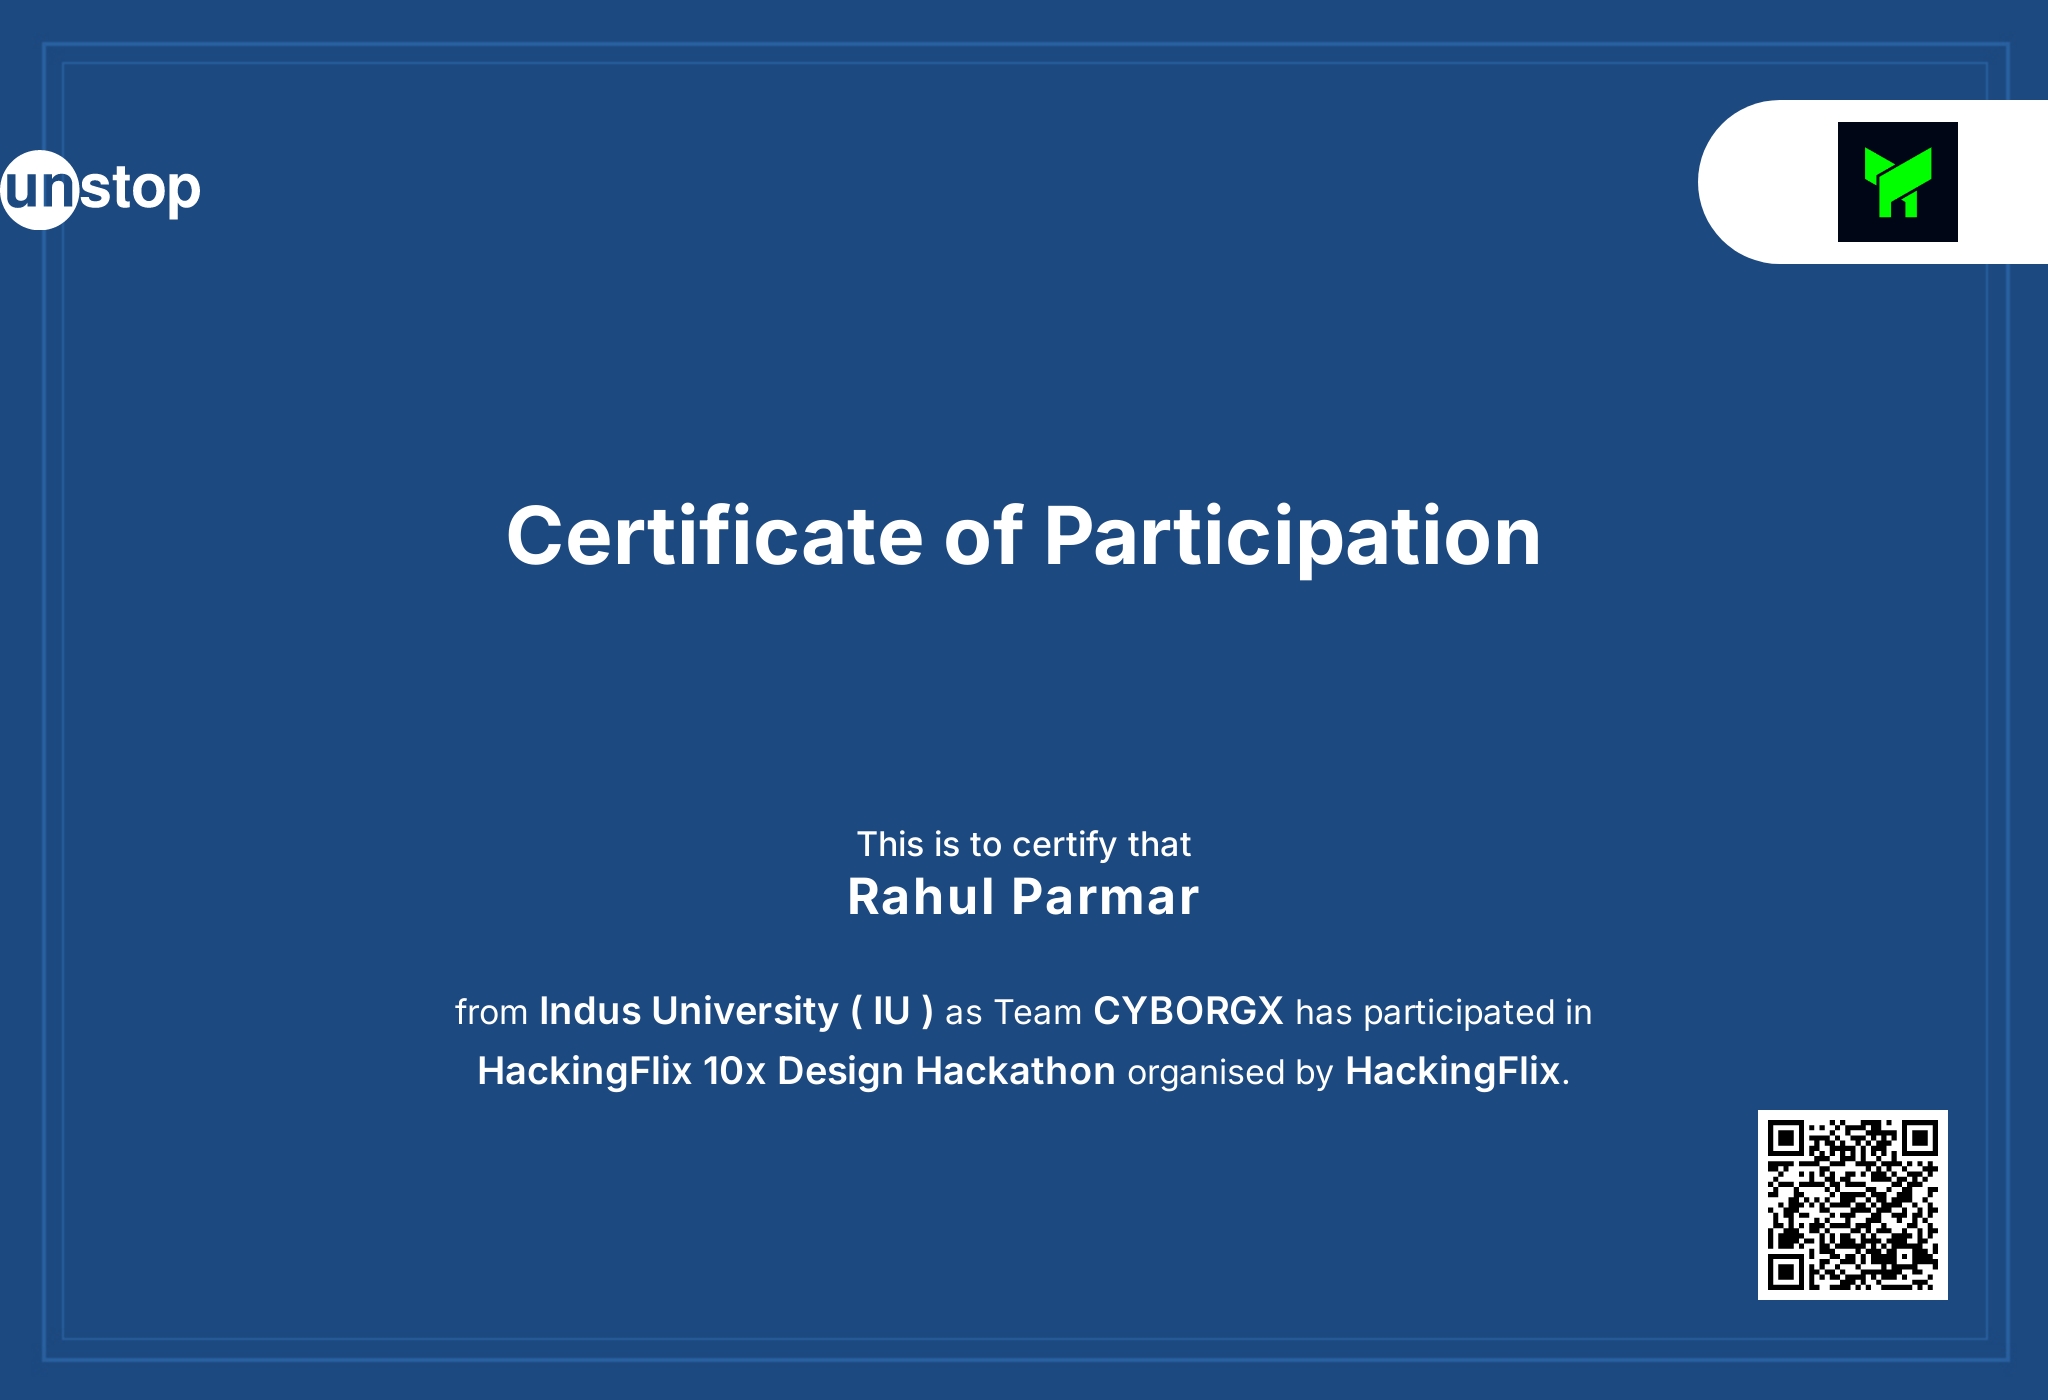 unstop
Certificate of Participation
This is to certify that
Rahul Parmar
from Indus University ( IU ) as Team CYBORGX has participated in
HackingFlix 10x Design Hackathon organised by HackingFlix.